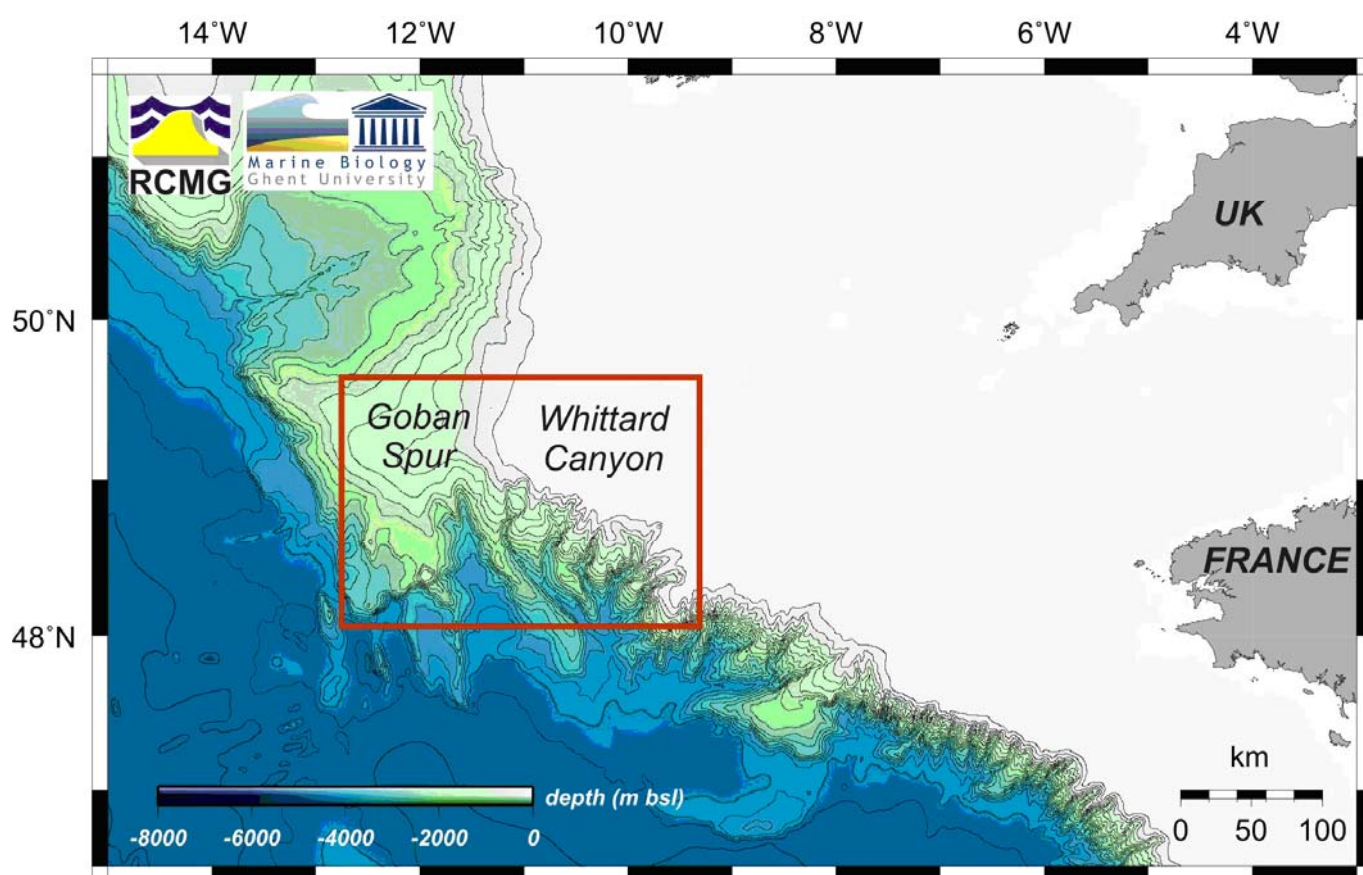 14°W 12°W 10°W 8°W 6°W 4°W
RCMG
Marine Biology
Ghent University
UK
50°N
Goban
Spur
Whittard
Canyon
FRANCE
48°N
km
0 50 100
depth (m bsl)
-8000 -6000 -4000 -2000 0